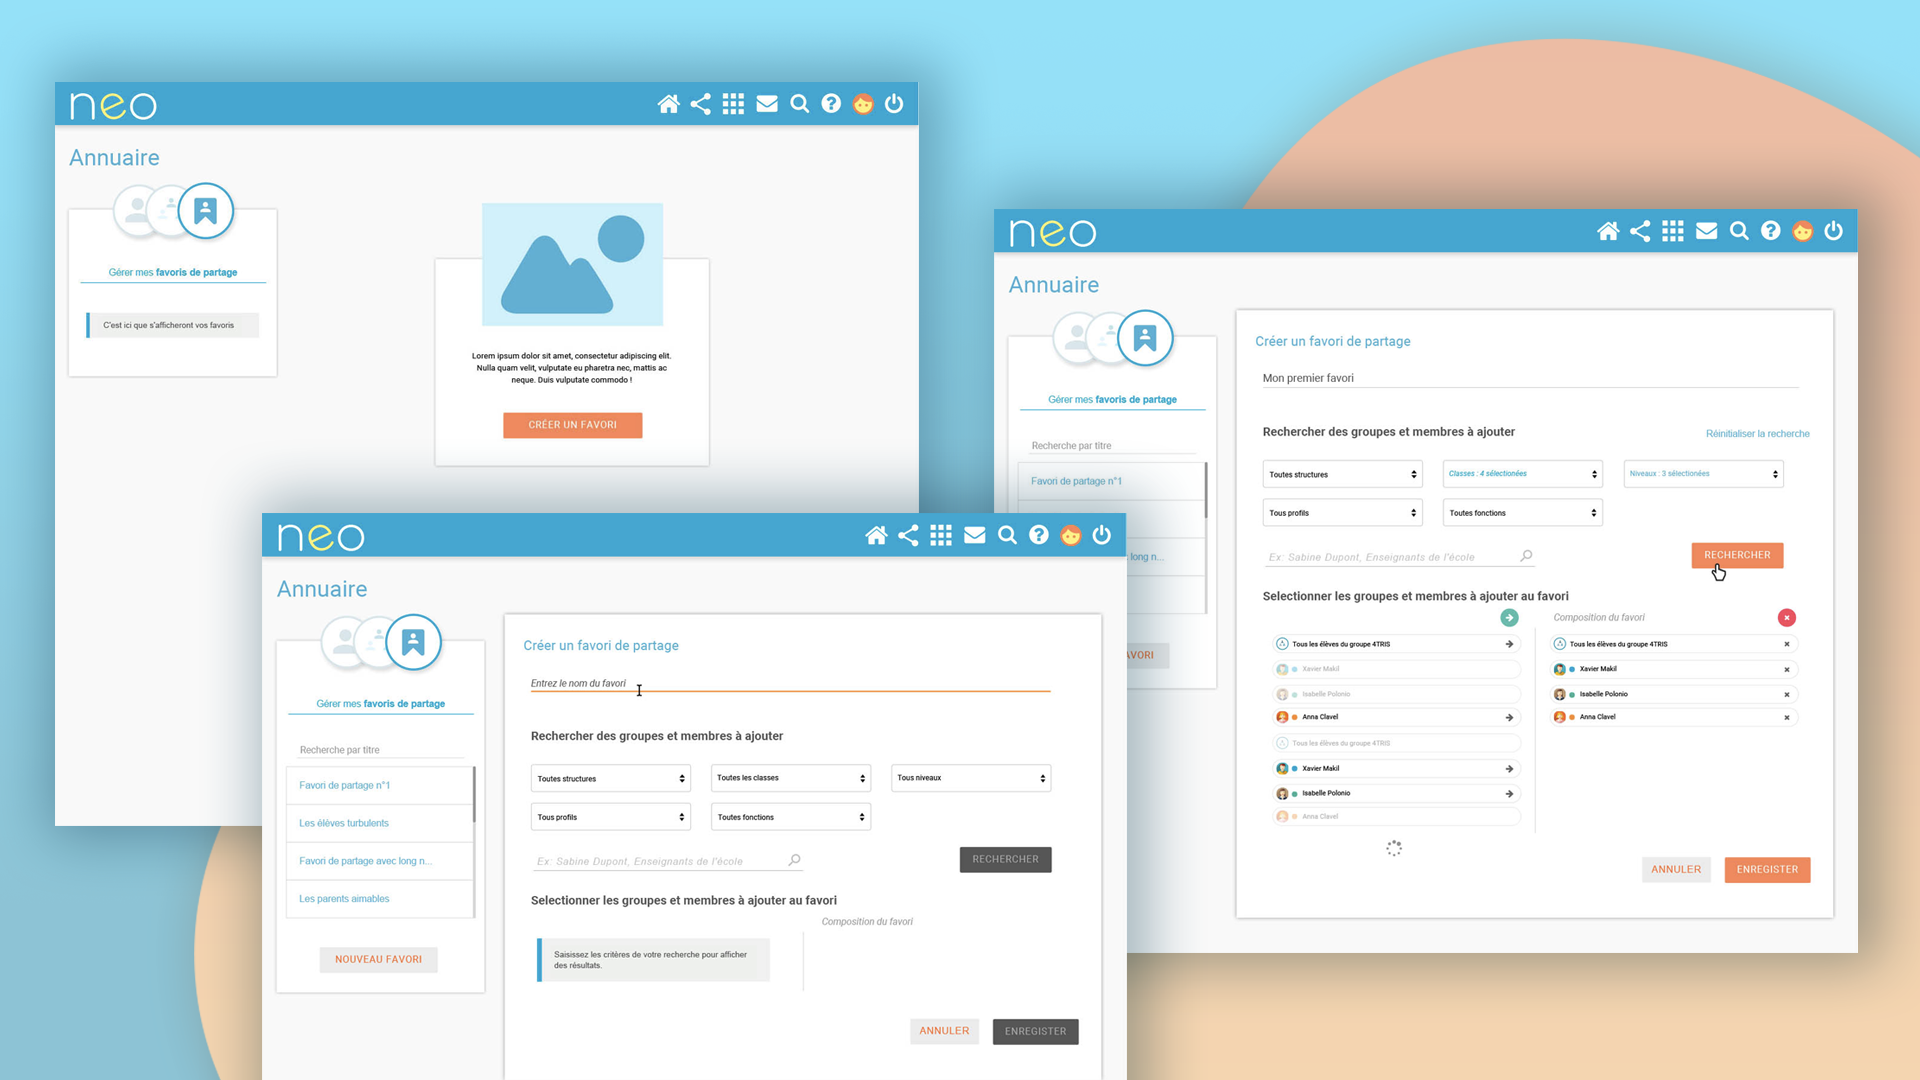 neo
Annuaire
Gérer mes favoris de partage
C'est ici que s'afficheront vos favoris
Lorem ipsum dolor sit amet, consectetur adipiscing elit.
Nulla quam velit, vulputate eu pharetra nec, mattis ac
neque. Duis vulputate commodo !
CRÉER UN FAVORI
neo
Annuaire
Gérer mes favoris de partage
Recherche par titre
Favori de partage n°1
Les élèves turbulents
Favori de partage avec long n...
Les parents aimables
NOUVEAU FAVORI
Créer un favori de partage
Entrez le nom du favori
Rechercher des groupes et membres à ajouter
Toutes structures
Toutes les classes
Tous niveaux
Tous profils
Toutes fonctions
Ex: Sabine Dupont, Enseignants de l'école
RECHERCHER
Selectionner les groupes et membres à ajouter au favori
Composition du favori
Saisissez les critères de votre recherche pour afficher
des résultats.
ANNULER
ENREGISTER
neo
Annuaire
Gérer mes favoris de partage
Recherche par titre
Favori de partage n°1
long n...
AVORI
Créer un favori de partage
Mon premier favori
Rechercher des groupes et membres à ajouter
Réinitialiser la recherche
Toutes structures
Classes : 4 sélectionées
Niveaux : 3 sélectionées
Tous profils
Toutes fonctions
Ex: Sabine Dupont, Enseignants de l'école
RECHERCHER
Selectionner les groupes et membres à ajouter au favori
Tous les élèves du groupe 4TRIS
Xavier Makil
Isabelle Polonio
Anna Clavel
Tous les élèves du groupe 4TRIS
Xavier Makil
Isabelle Polonio
Anna Clavel
Composition du favori
Tous les élèves du groupe 4TRIS
Xavier Makil
Isabelle Polonio
Anna Clavel
ANNULER
ENREGISTER